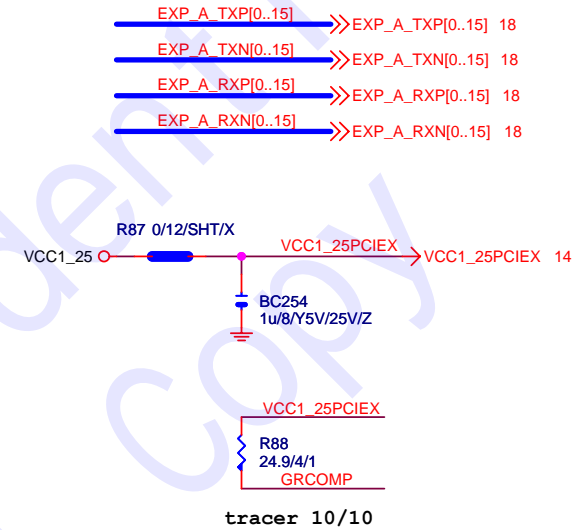 EXP_A_TXP[0..15] EXP_A_TXP[0..15] 18
EXP_A_TXN[0..15] EXP_A_TXN[0..15] 18
EXP_A_RXP[0..15] EXP_A_RXP[0..15] 18
EXP_A_RXN[0..15] EXP_A_RXN[0..15] 18
R87 0/12/SHT/X
VCC1_25 VCC1_25PCIEX VCC1_25PCIEX 14
BC254
1u/8/Y5V/25V/Z
VCC1_25PCIEX
R88
24.9/4/1
GRCOMP
tracer 10/10
Copy